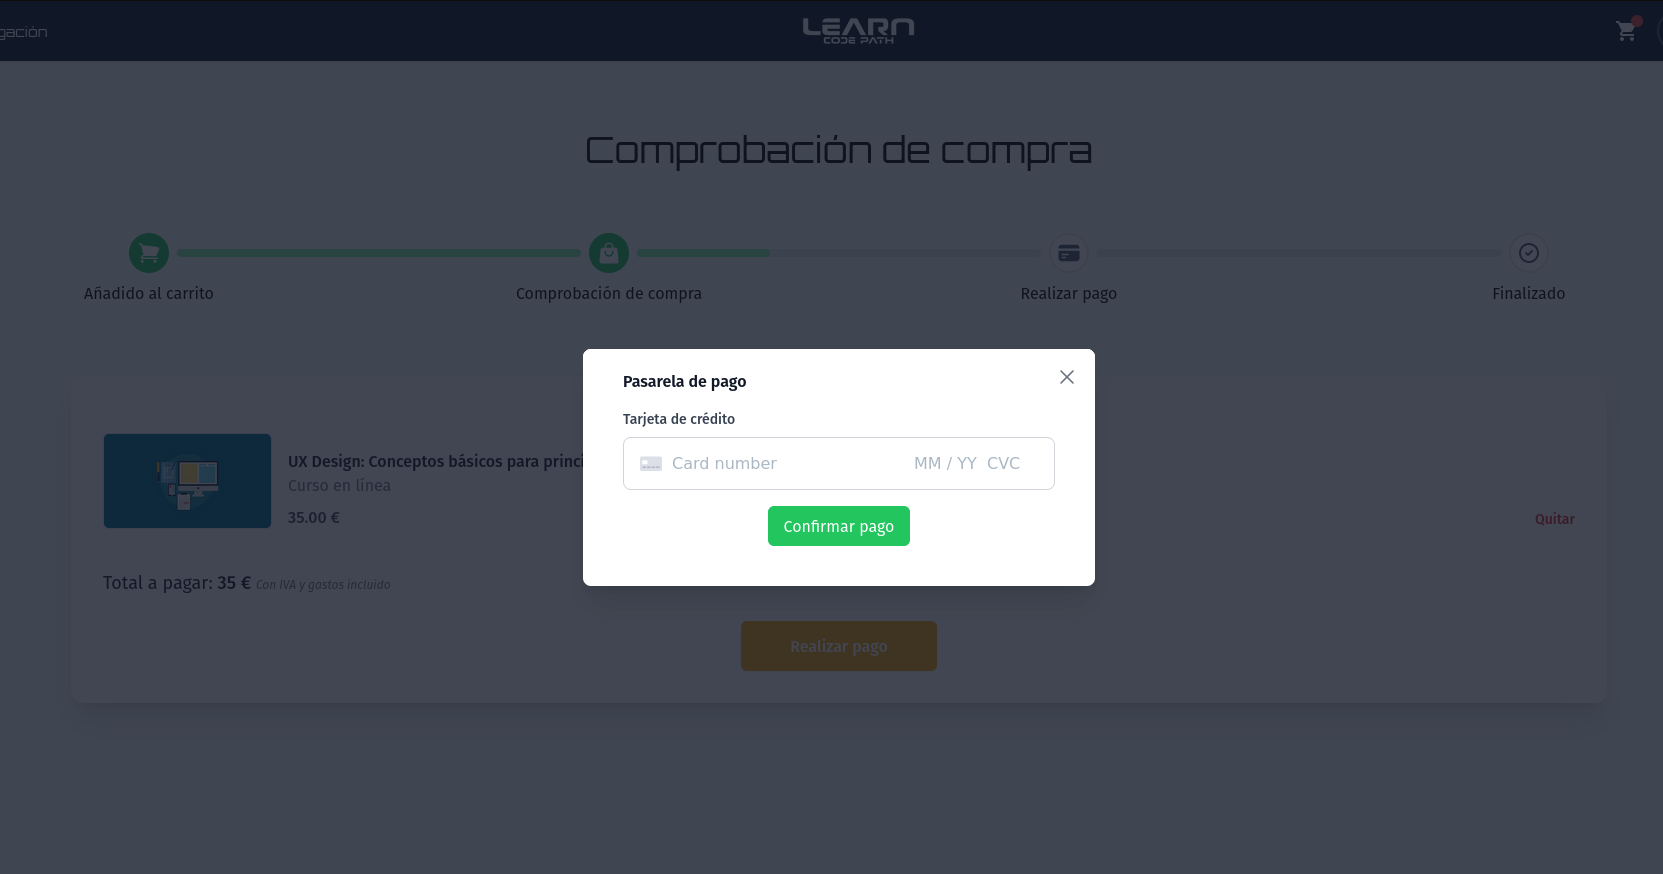 gación
LEARN
CODE PATH
Comprobación de compra
Añadido al carrito
Comprobación de compra
Realizar pago
Finalizado
Pasarela de pago
Tarjeta de crédito
Card number MM / YY CVC
Confirmar pago
UX Design: Conceptos básicos para princi
Curso en línea
35.00 €
Quitar
Total a pagar: 35 € Con IVA y gastos incluido
Realizar pago